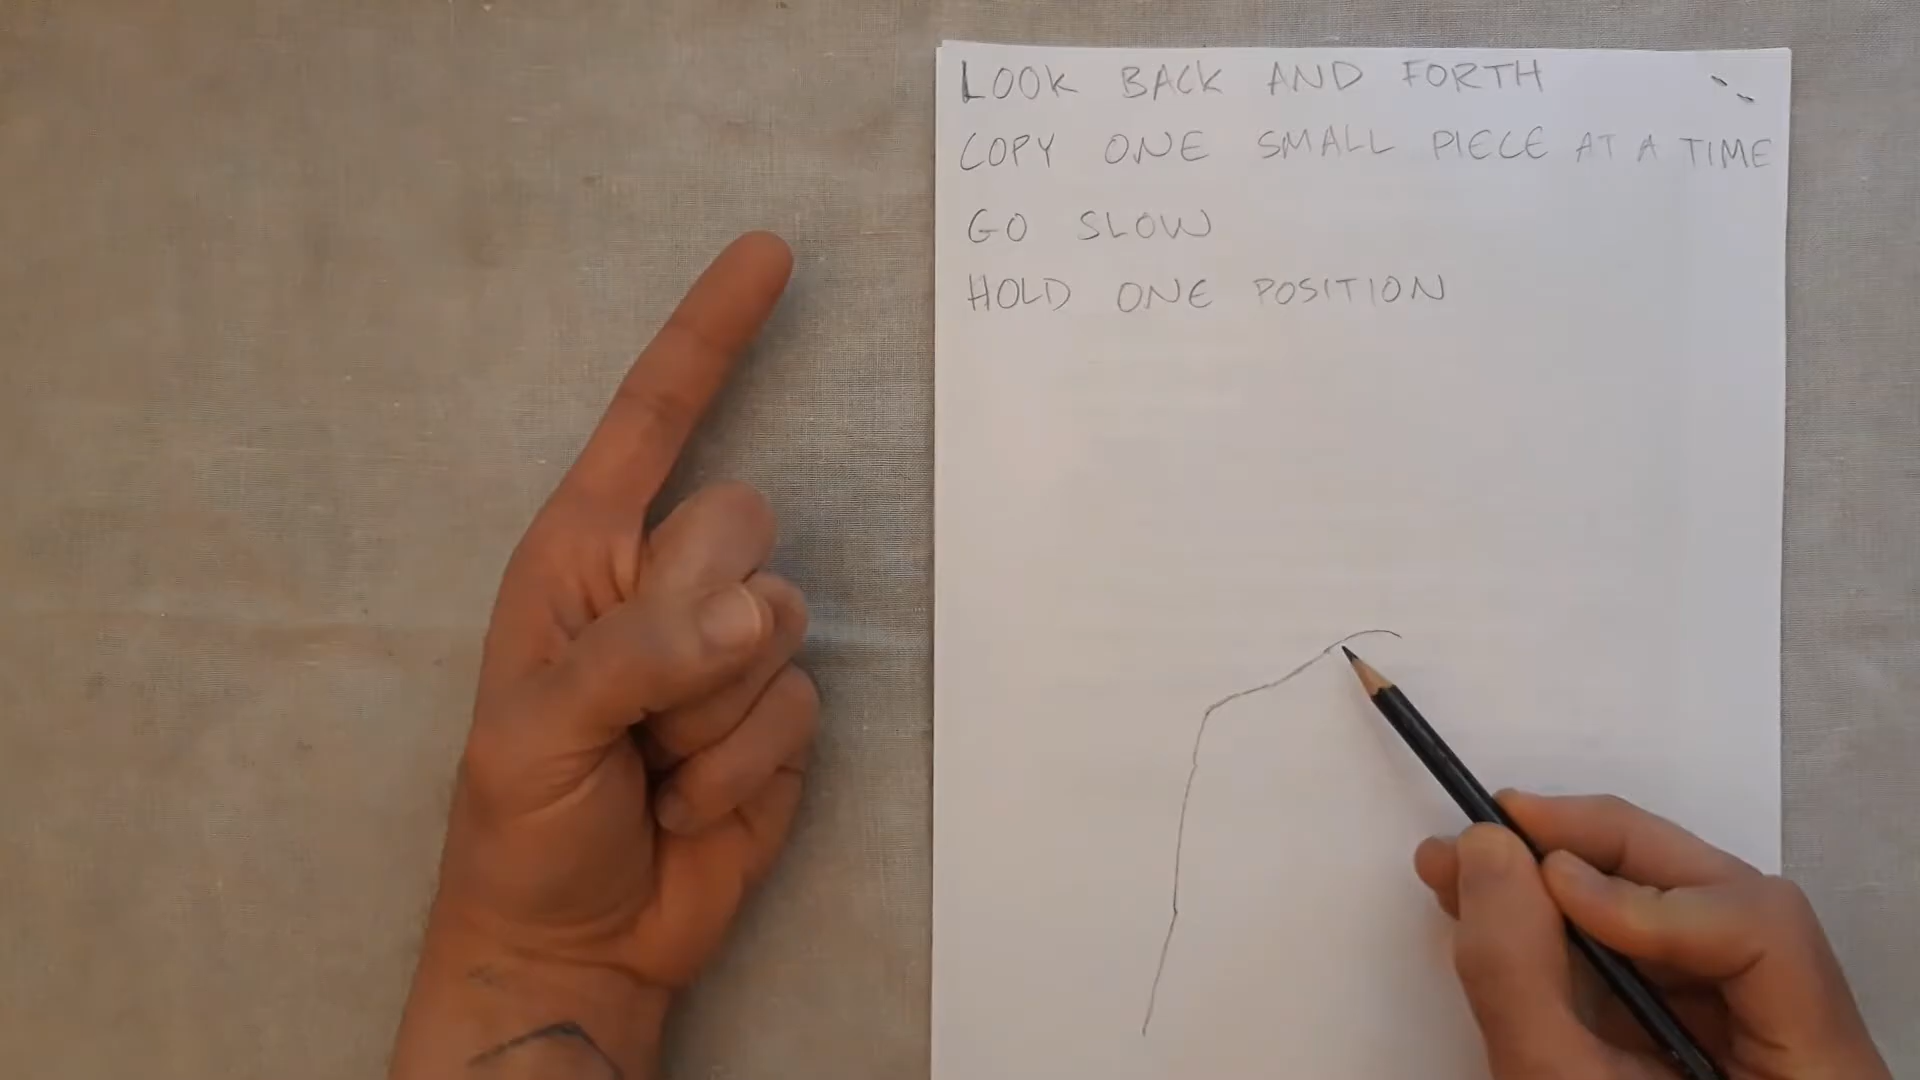 LOOK BACK AND FORTH
COPY ONE SMALL PIECE AT A TIME
GO SLOW
HOLD ONE POSITION